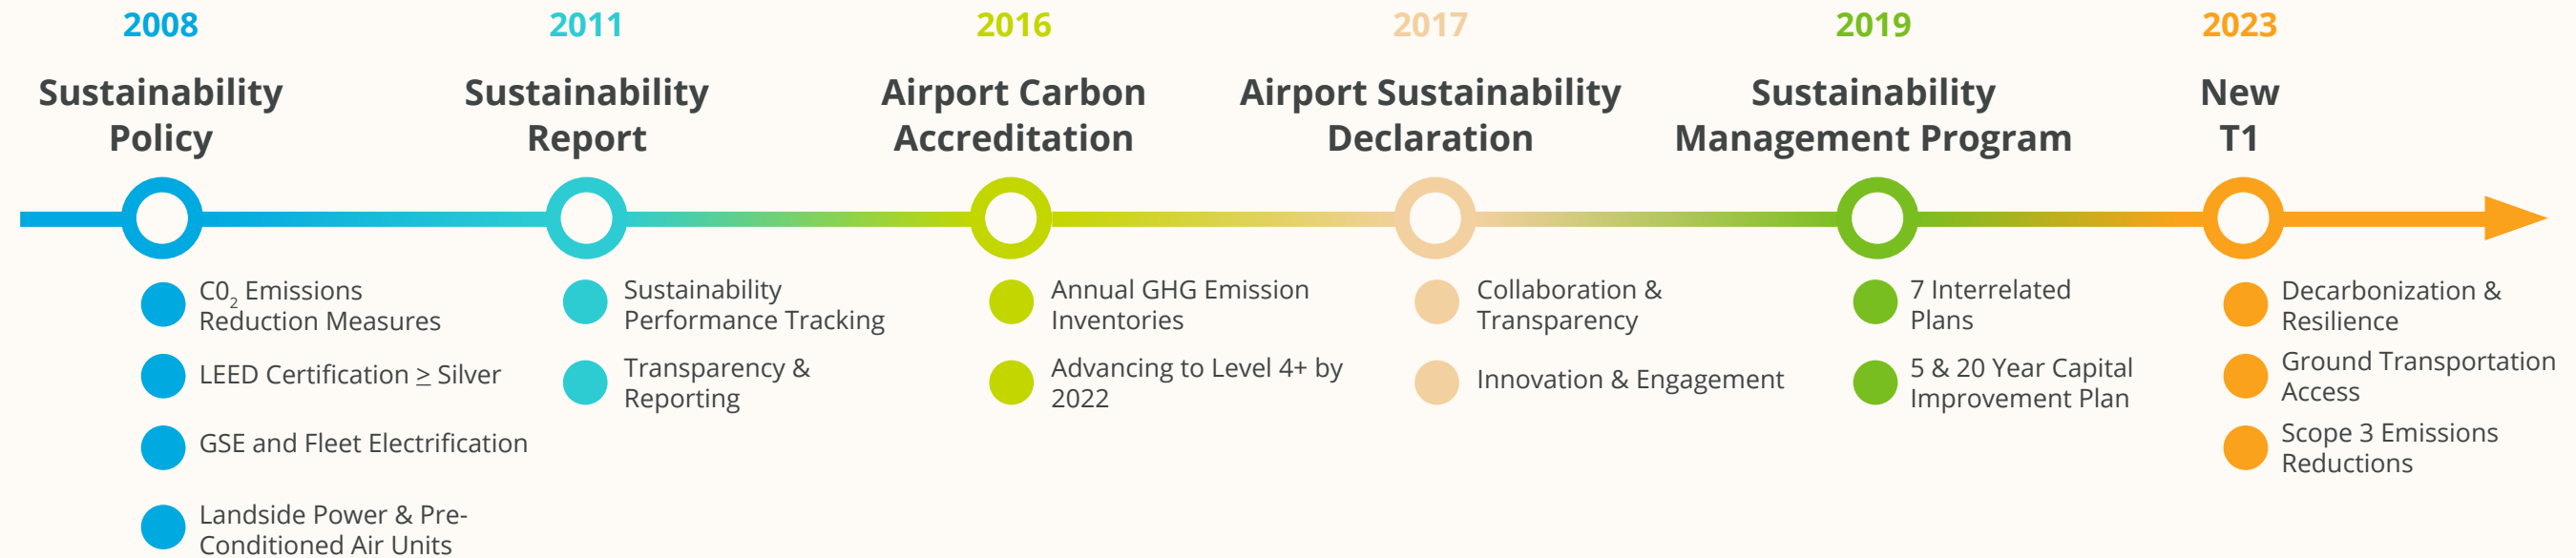 2008
Sustainability
Policy
C0₂ Emissions
Reduction Measures
LEED Certification ≥ Silver
GSE and Fleet Electrification
Landside Power & Pre-
Conditioned Air Units
2011
Sustainability
Report
Sustainability
Performance Tracking
Transparency &
Reporting
2016
Airport Carbon
Accreditation
Annual GHG Emission
Inventories
Advancing to Level 4+ by
2022
2017
Airport Sustainability
Declaration
Collaboration &
Transparency
Innovation & Engagement
2019
Sustainability
Management Program
7 Interrelated
Plans
5 & 20 Year Capital
Improvement Plan
2023
New
T1
Decarbonization &
Resilience
Ground Transportation
Access
Scope 3 Emissions
Reductions